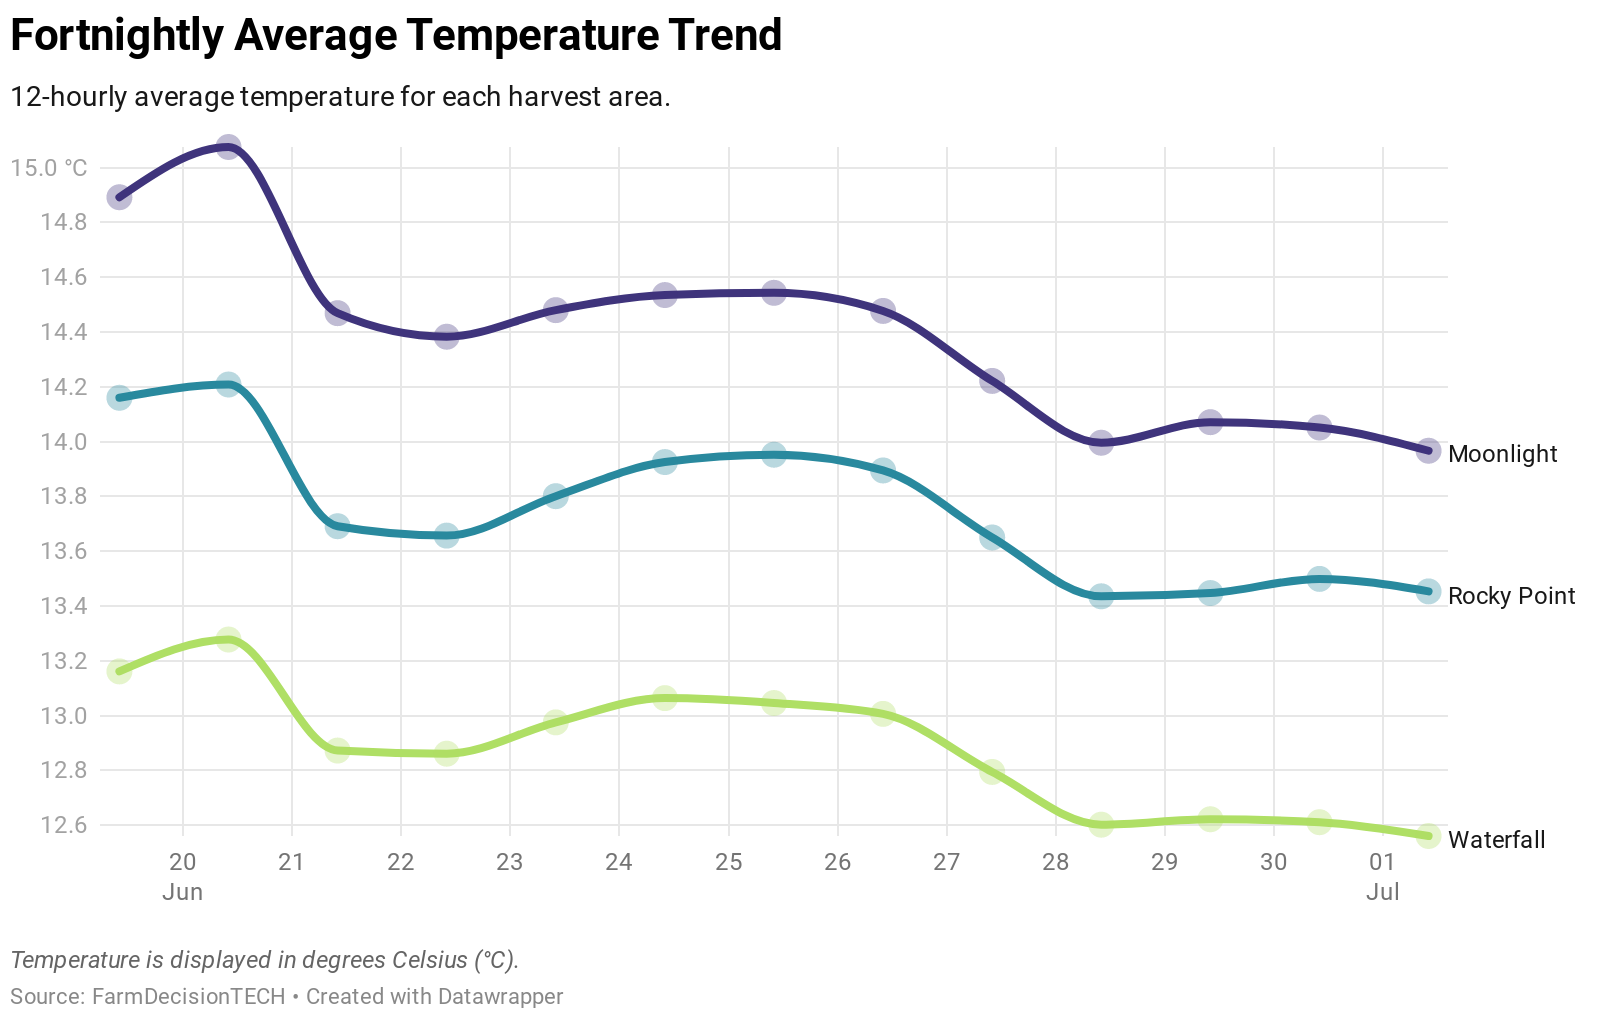 Fortnightly Average Temperature Trend
12-hourly average temperature for each harvest area.
15.0 °C
14.8
14.6
14.4
14.2
14.0
13.8
13.6
13.4
13.2
13.0
12.8
12.6
Moonlight
Rocky Point
Waterfall
20 21 22 23 24 25 26 27 28 29 30 01
Jun Jul
Temperature is displayed in degrees Celsius (°C).
Source: FarmDecisionTECH • Created with Datawrapper